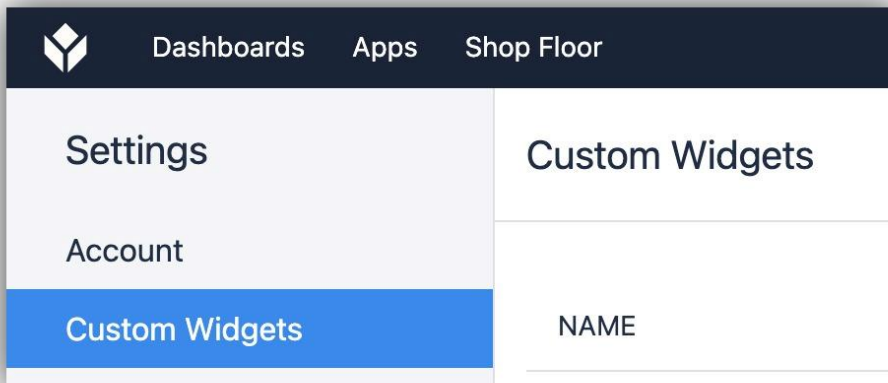 Dashboards Apps Shop Floor
Settings
Custom Widgets
Account
Custom Widgets
NAME